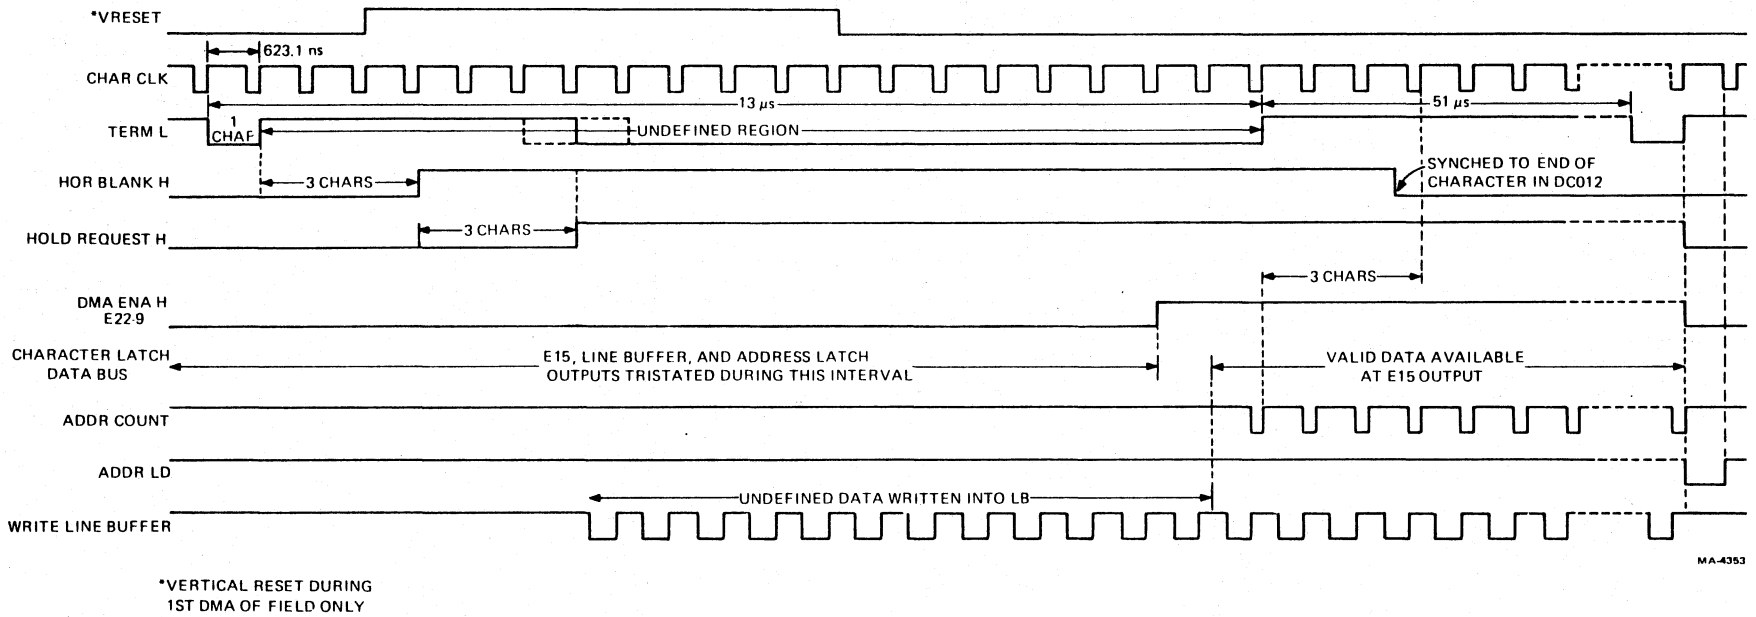 *VRESET
623.1 ns
CHAR CLK
13 μs
51 μs
TERM L
1
CHAR
UNDEFINED REGION
HOR BLANK H
3 CHARS
SYNCHED TO END OF
CHARACTER IN DC012
HOLD REQUEST H
3 CHARS
3 CHARS
DMA ENA H
E22-9
CHARACTER LATCH
DATA BUS
E15, LINE BUFFER, AND ADDRESS LATCH
OUTPUTS TRISTATED DURING THIS INTERVAL
VALID DATA AVAILABLE
AT E15 OUTPUT
ADDR COUNT
ADDR LD
UNDEFINED DATA WRITTEN INTO LB
WRITE LINE BUFFER
MA-4353
*VERTICAL RESET DURING
1ST DMA OF FIELD ONLY